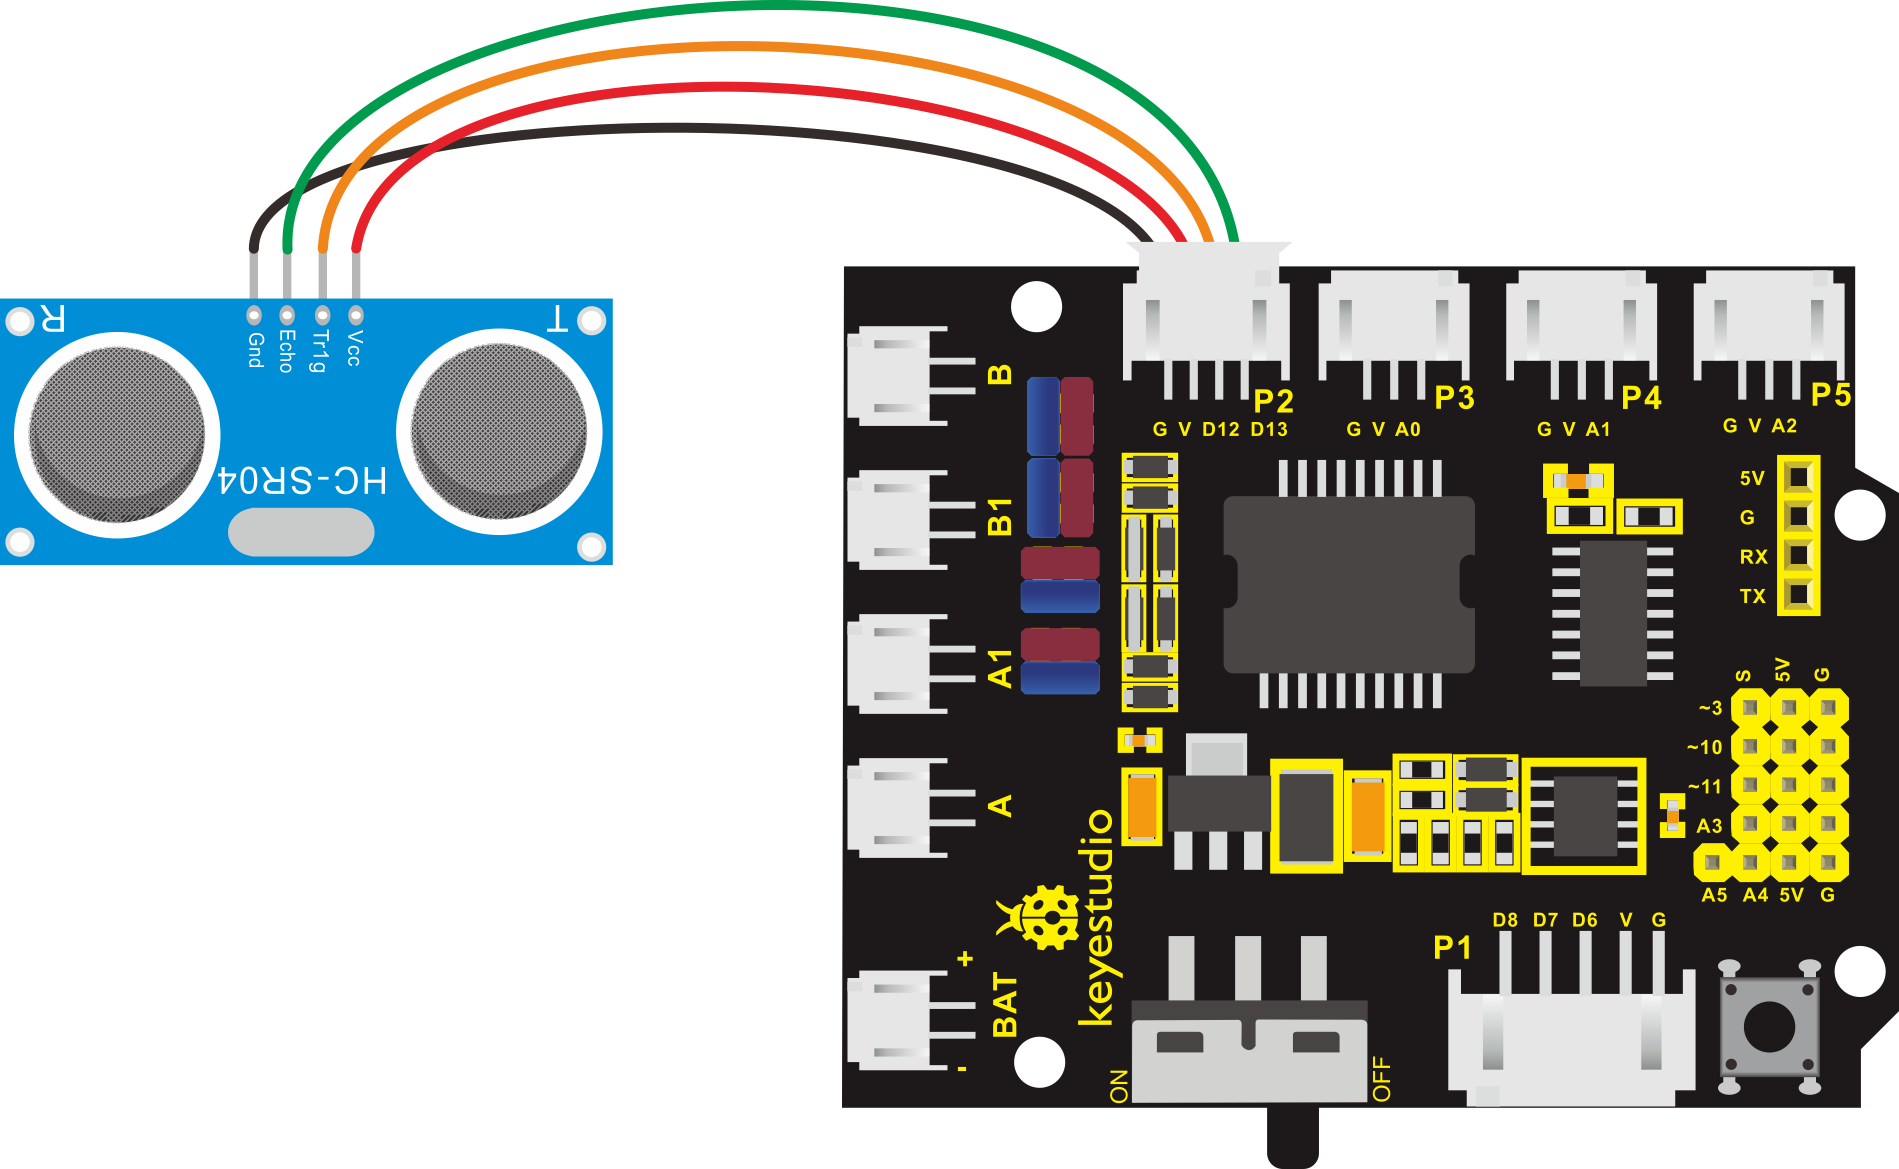 R
T
Gnd
Echo
Tr1g
Vcc
HC-SR04
B
B1
A1
A
+
BAT
-
P2
G V D12 D13
P3
G V A0
P4
G V A1
P5
G V A2
5V
G
RX
TX
S 5V G
~3
~10
~11
A3
A5 A4 5V G
keyestudio
D8 D7 D6 V G
P1
ON
OFF